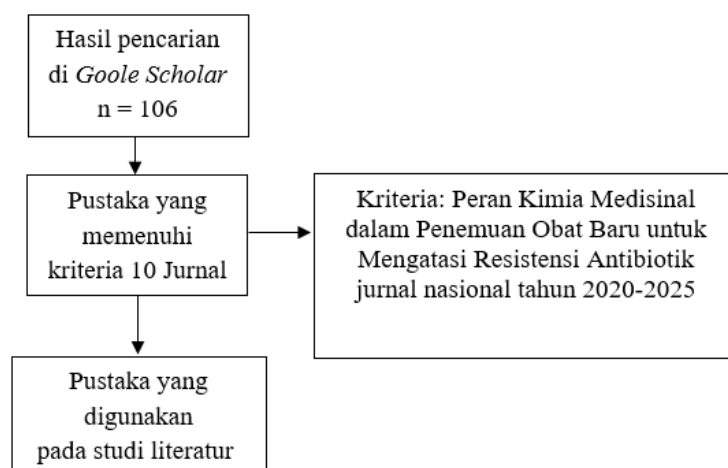 Hasil pencarian
di Goole Scholar
n = 106
Pustaka yang
memenuhi
kriteria 10 Jurnal
Kriteria: Peran Kimia Medisinal
dalam Penemuan Obat Baru untuk
Mengatasi Resistensi Antibiotik
jurnal nasional tahun 2020-2025
Pustaka yang
digunakan
pada studi literatur